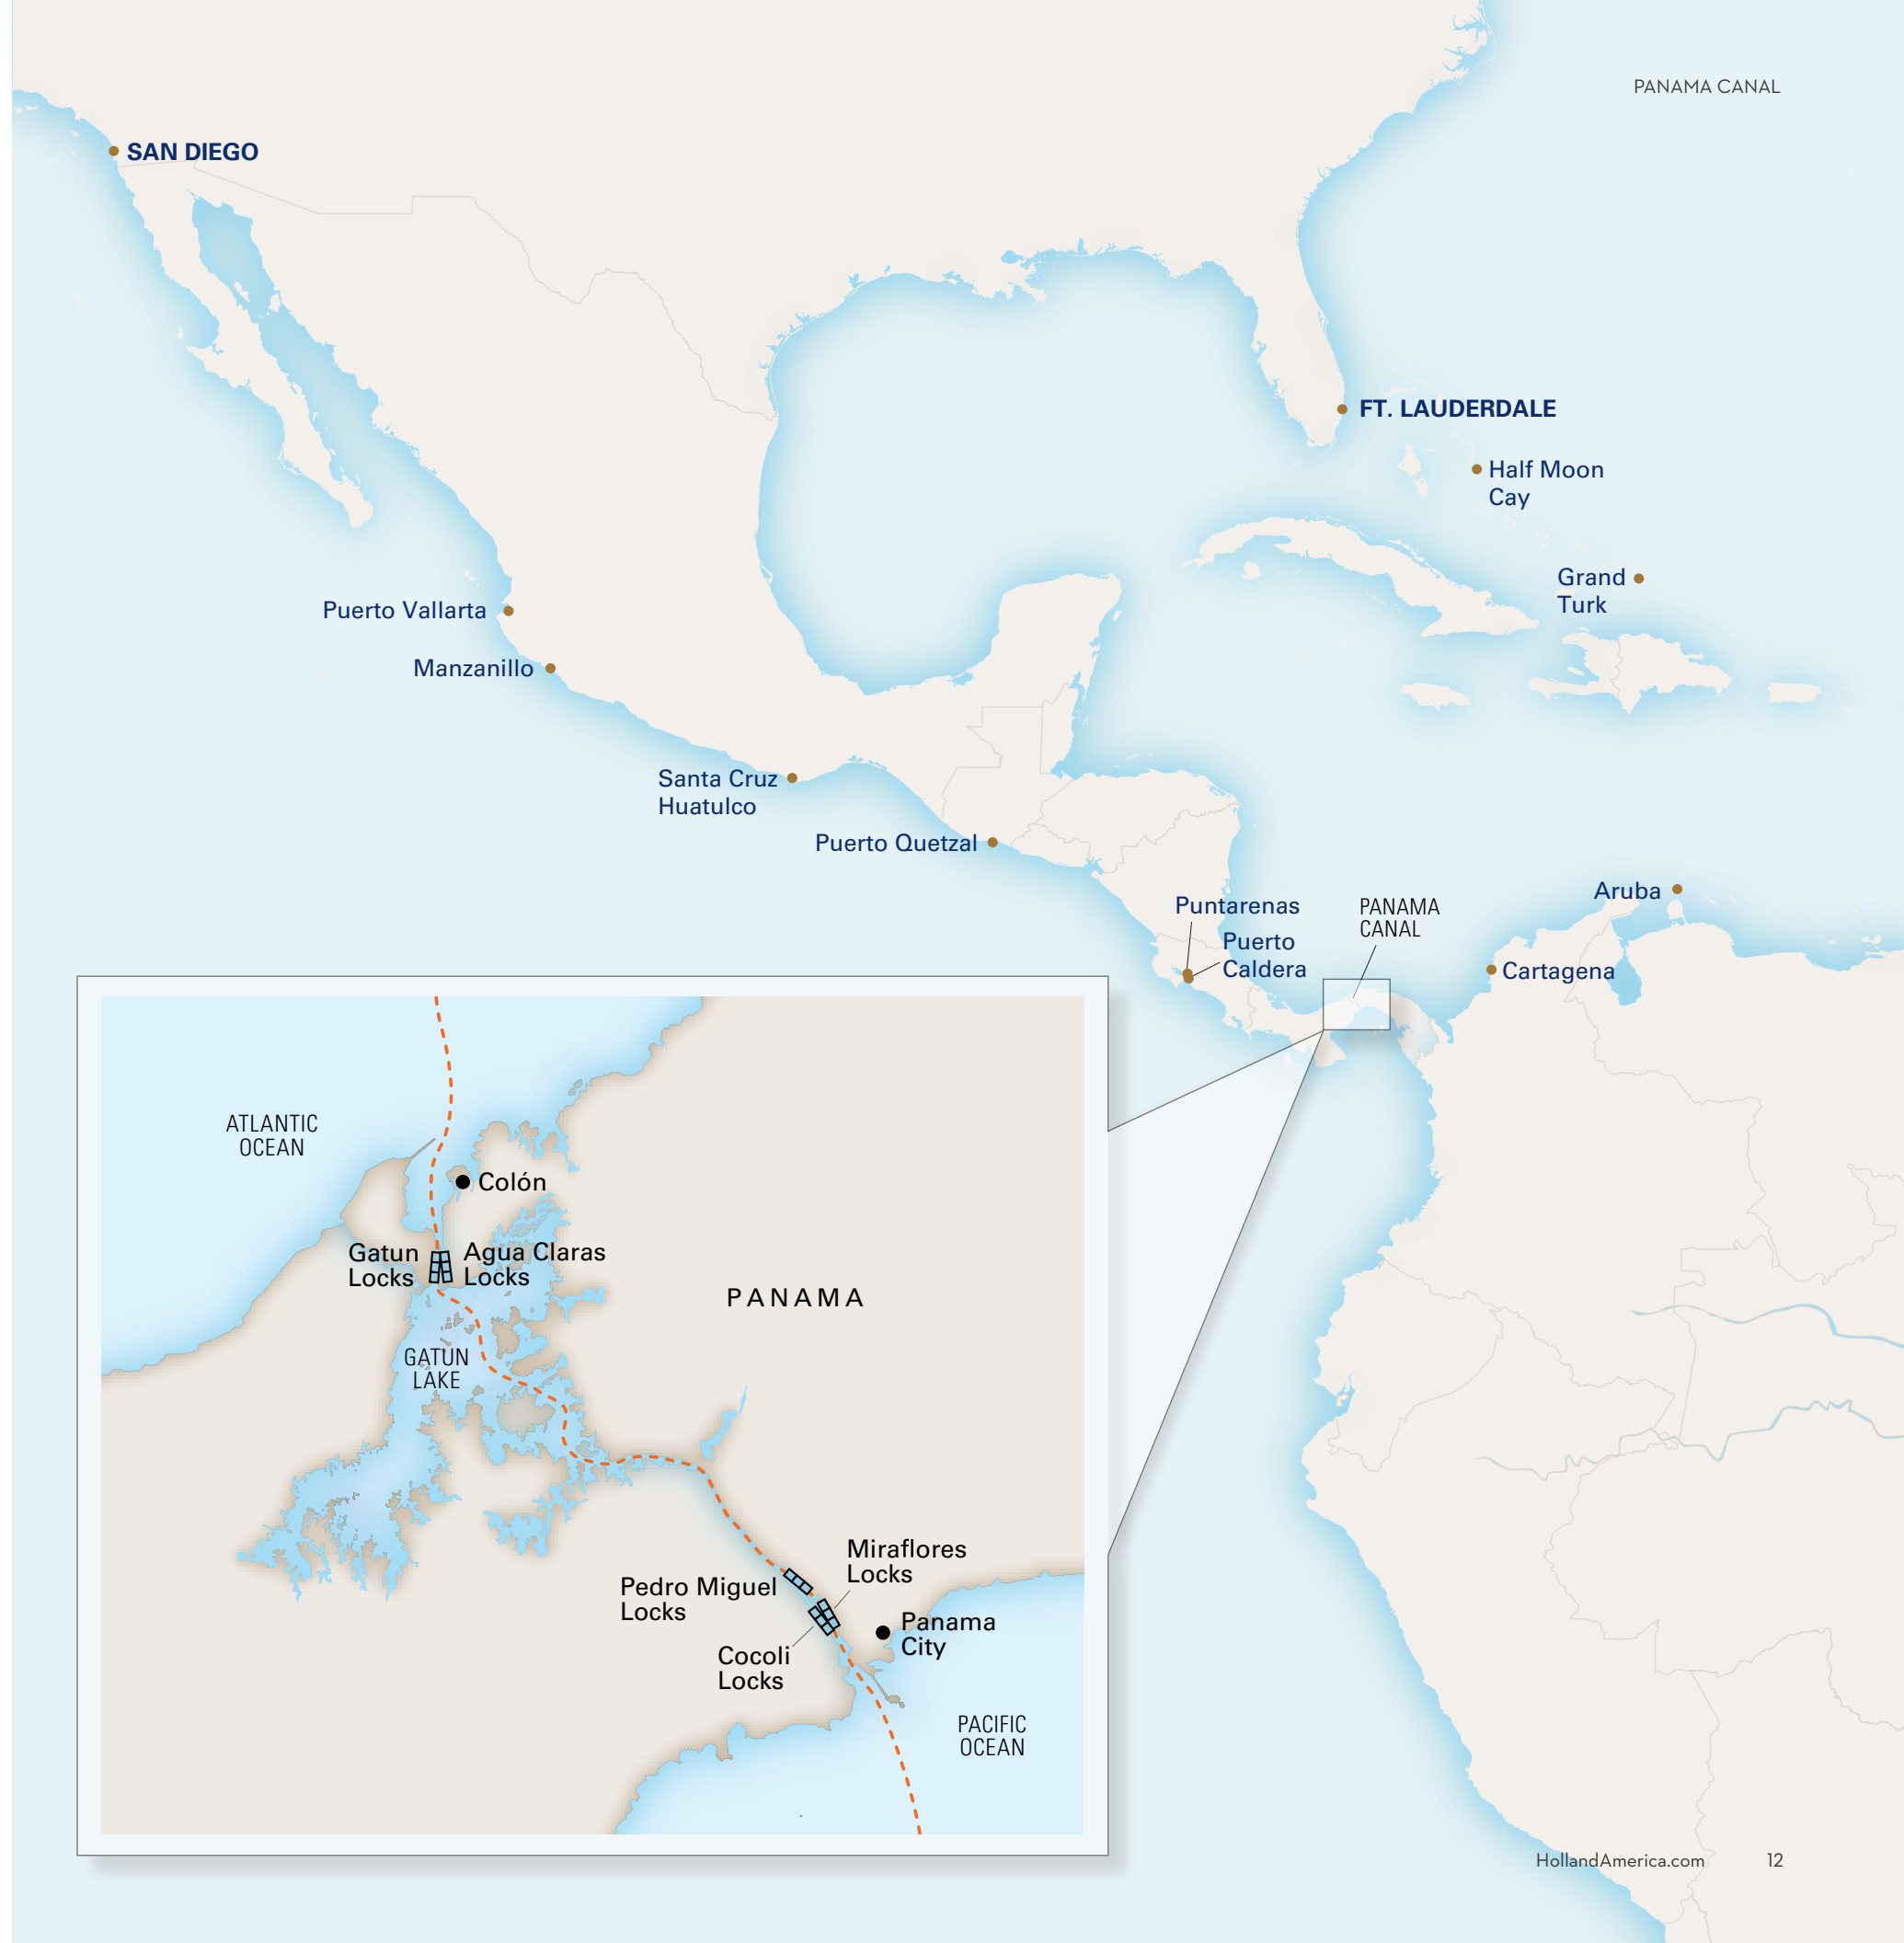 PANAMA CANAL
SAN DIEGO
FT. LAUDERDALE
Half Moon
Cay
Grand
Turk
Puerto Vallarta
Manzanillo
Santa Cruz
Huatulco
Puerto Quetzal
Puntarenas
Puerto
Caldera
PANAMA
CANAL
Aruba
Cartagena
ATLANTIC
OCEAN
Colón
Gatun
Locks
Agua Claras
Locks
PANAMA
GATUN
LAKE
Miraflores
Locks
Pedro Miguel
Locks
Panama
City
Cocoli
Locks
PACIFIC
OCEAN
HollandAmerica.com 12